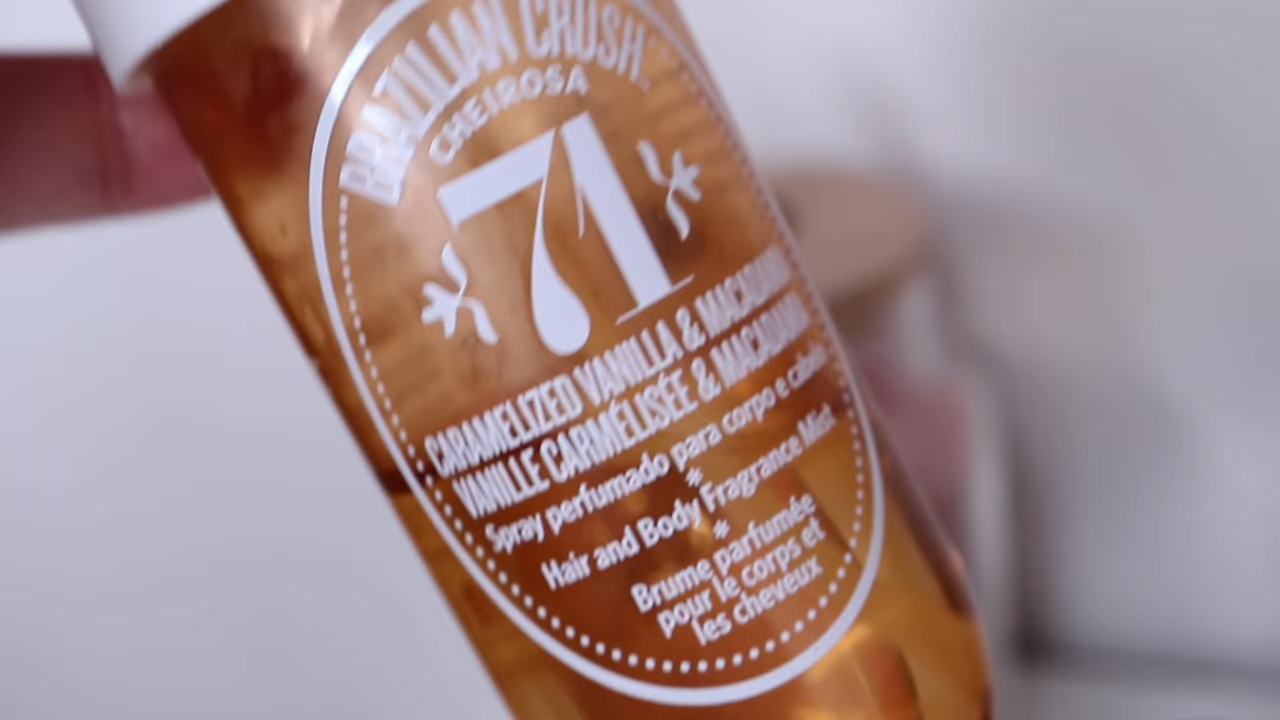 BRAZILIAN CRUSH
CHEIROSA
71
CARAMELIZED VANILLA & MACADAMIA
VANILLE CARMÉLISÉE & MACADAMIA
Spray perfumado para corpo e cabelo
*
Hair and Body Fragrance Mist
*
Brume parfumée
pour le corps et
les cheveux